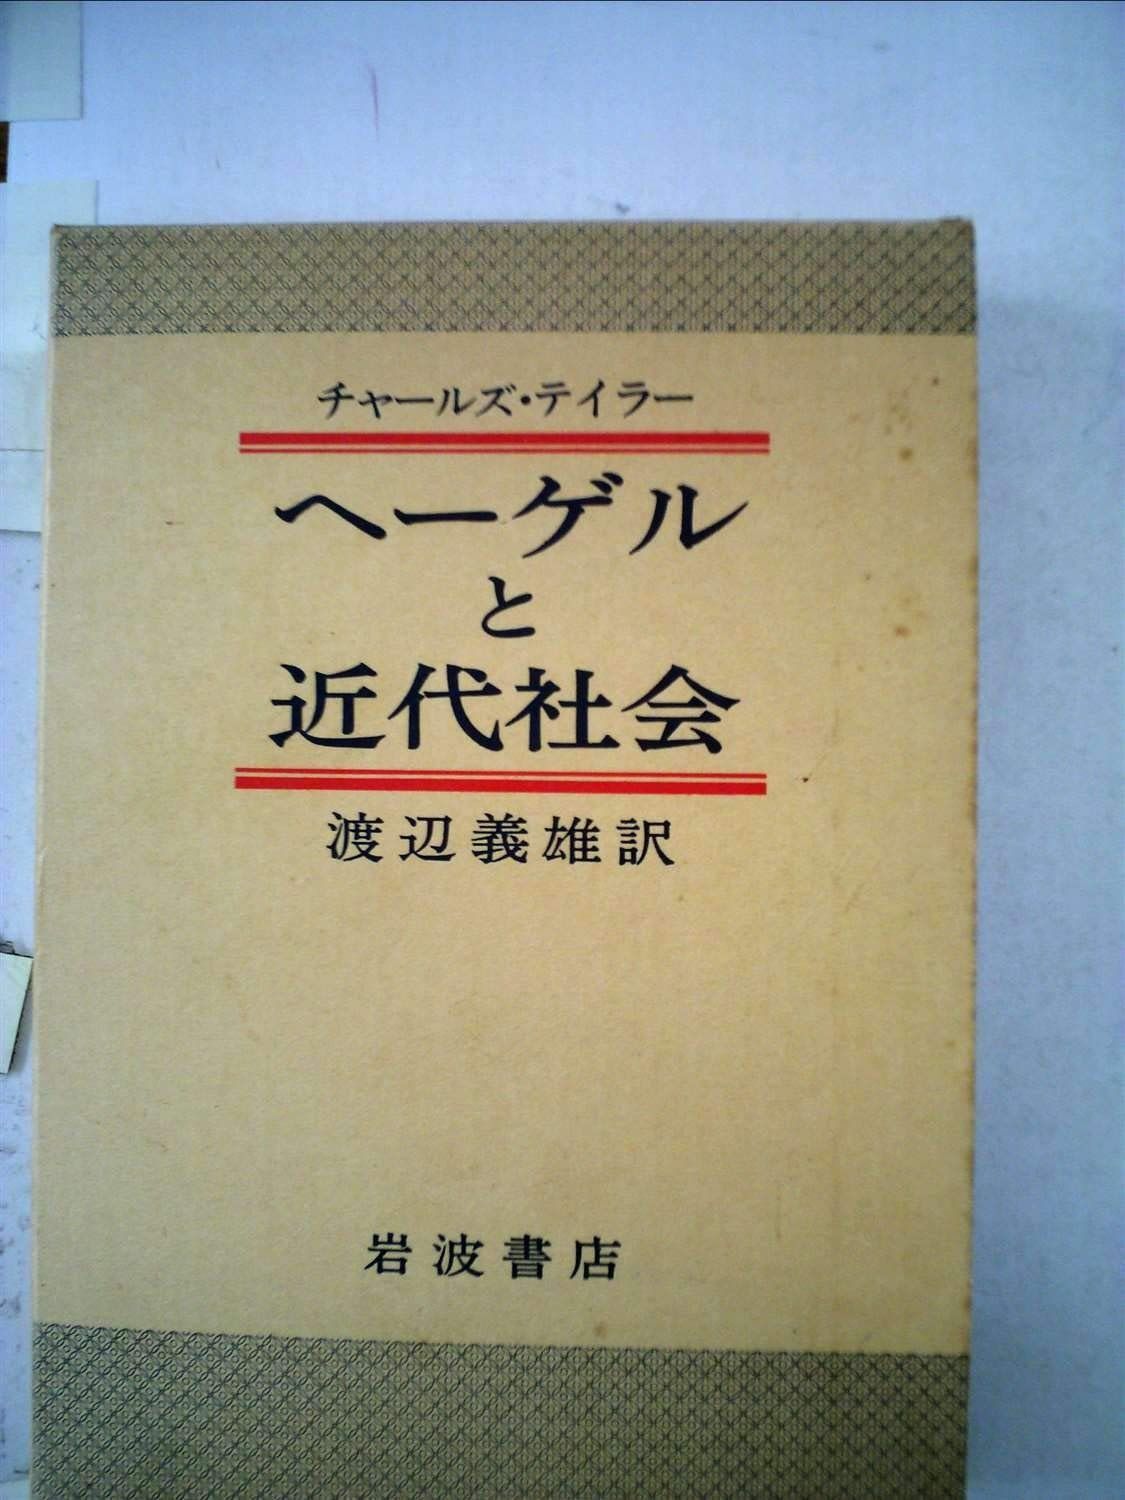 チャールズ・テイラー
ヘーゲル
と
近代社会
渡辺義雄訳
岩波書店